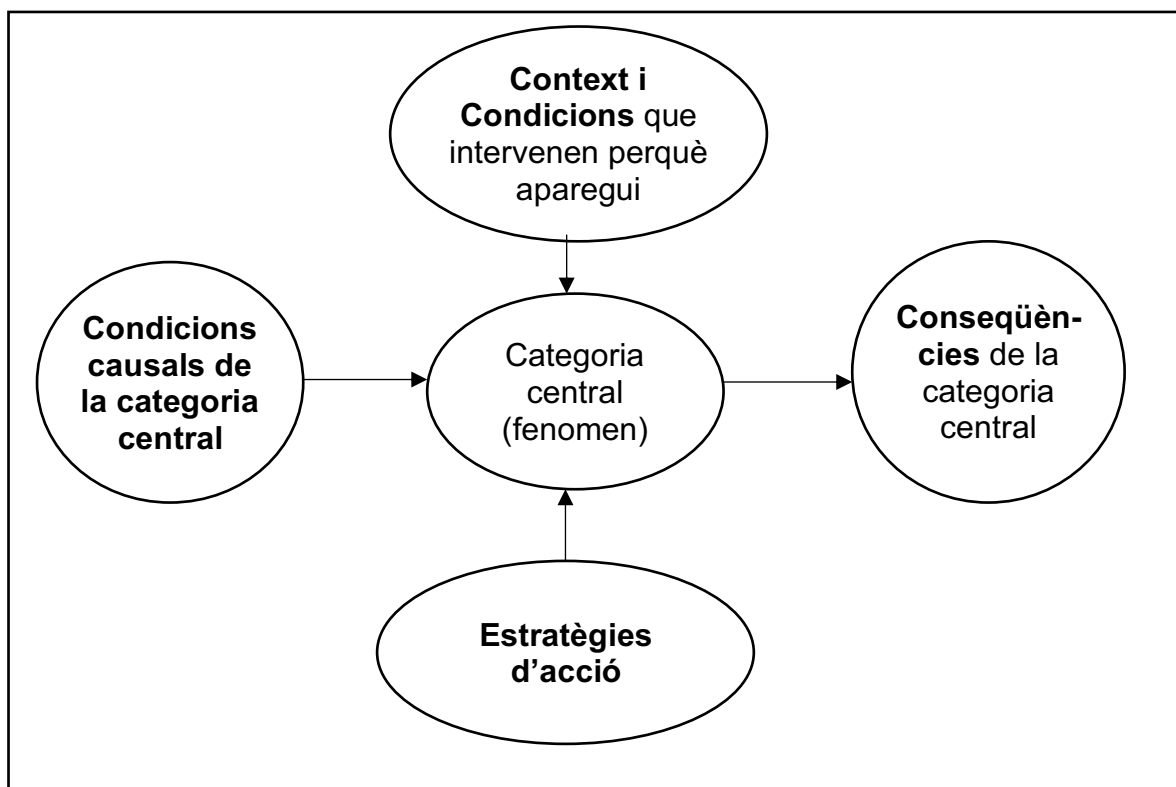 Context i
Condicions que
intervenen perquè
aparegui
Condicions
causals de
la categoria
central
Categoria
central
(fenomen)
Conseqüèn-
cies de la
categoria
central
Estratègies
d’acció